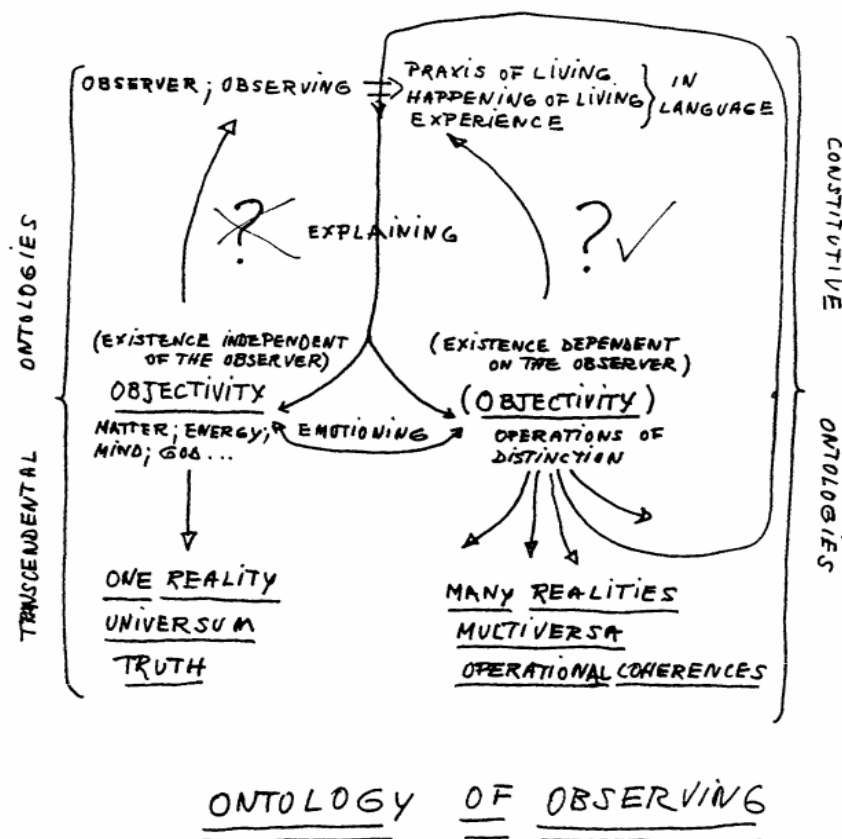 OBSERVER; OBSERVING
PRAXIS OF LIVING
HAPPENING OF LIVING
EXPERIENCE
IN
LANGUAGE
?
EXPLAINING
?
(EXISTENCE INDEPENDENT
OF THE OBSERVER)
OBJECTIVITY
MATTER; ENERGY;
MIND; GOD...
EMOTIONING
(EXISTENCE DEPENDENT
ON THE OBSERVER)
(OBJECTIVITY)
OPERATIONS OF
DISTINCTION
ONE REALITY
UNIVERSUM
TRUTH
MANY REALITIES
MULTIVERSA
OPERATIONAL COHERENCES
TRANSCENDENTAL ONTOLOGIES
CONSTITUTIVE ONTOLOGIES
ONTOLOGY OF OBSERVING